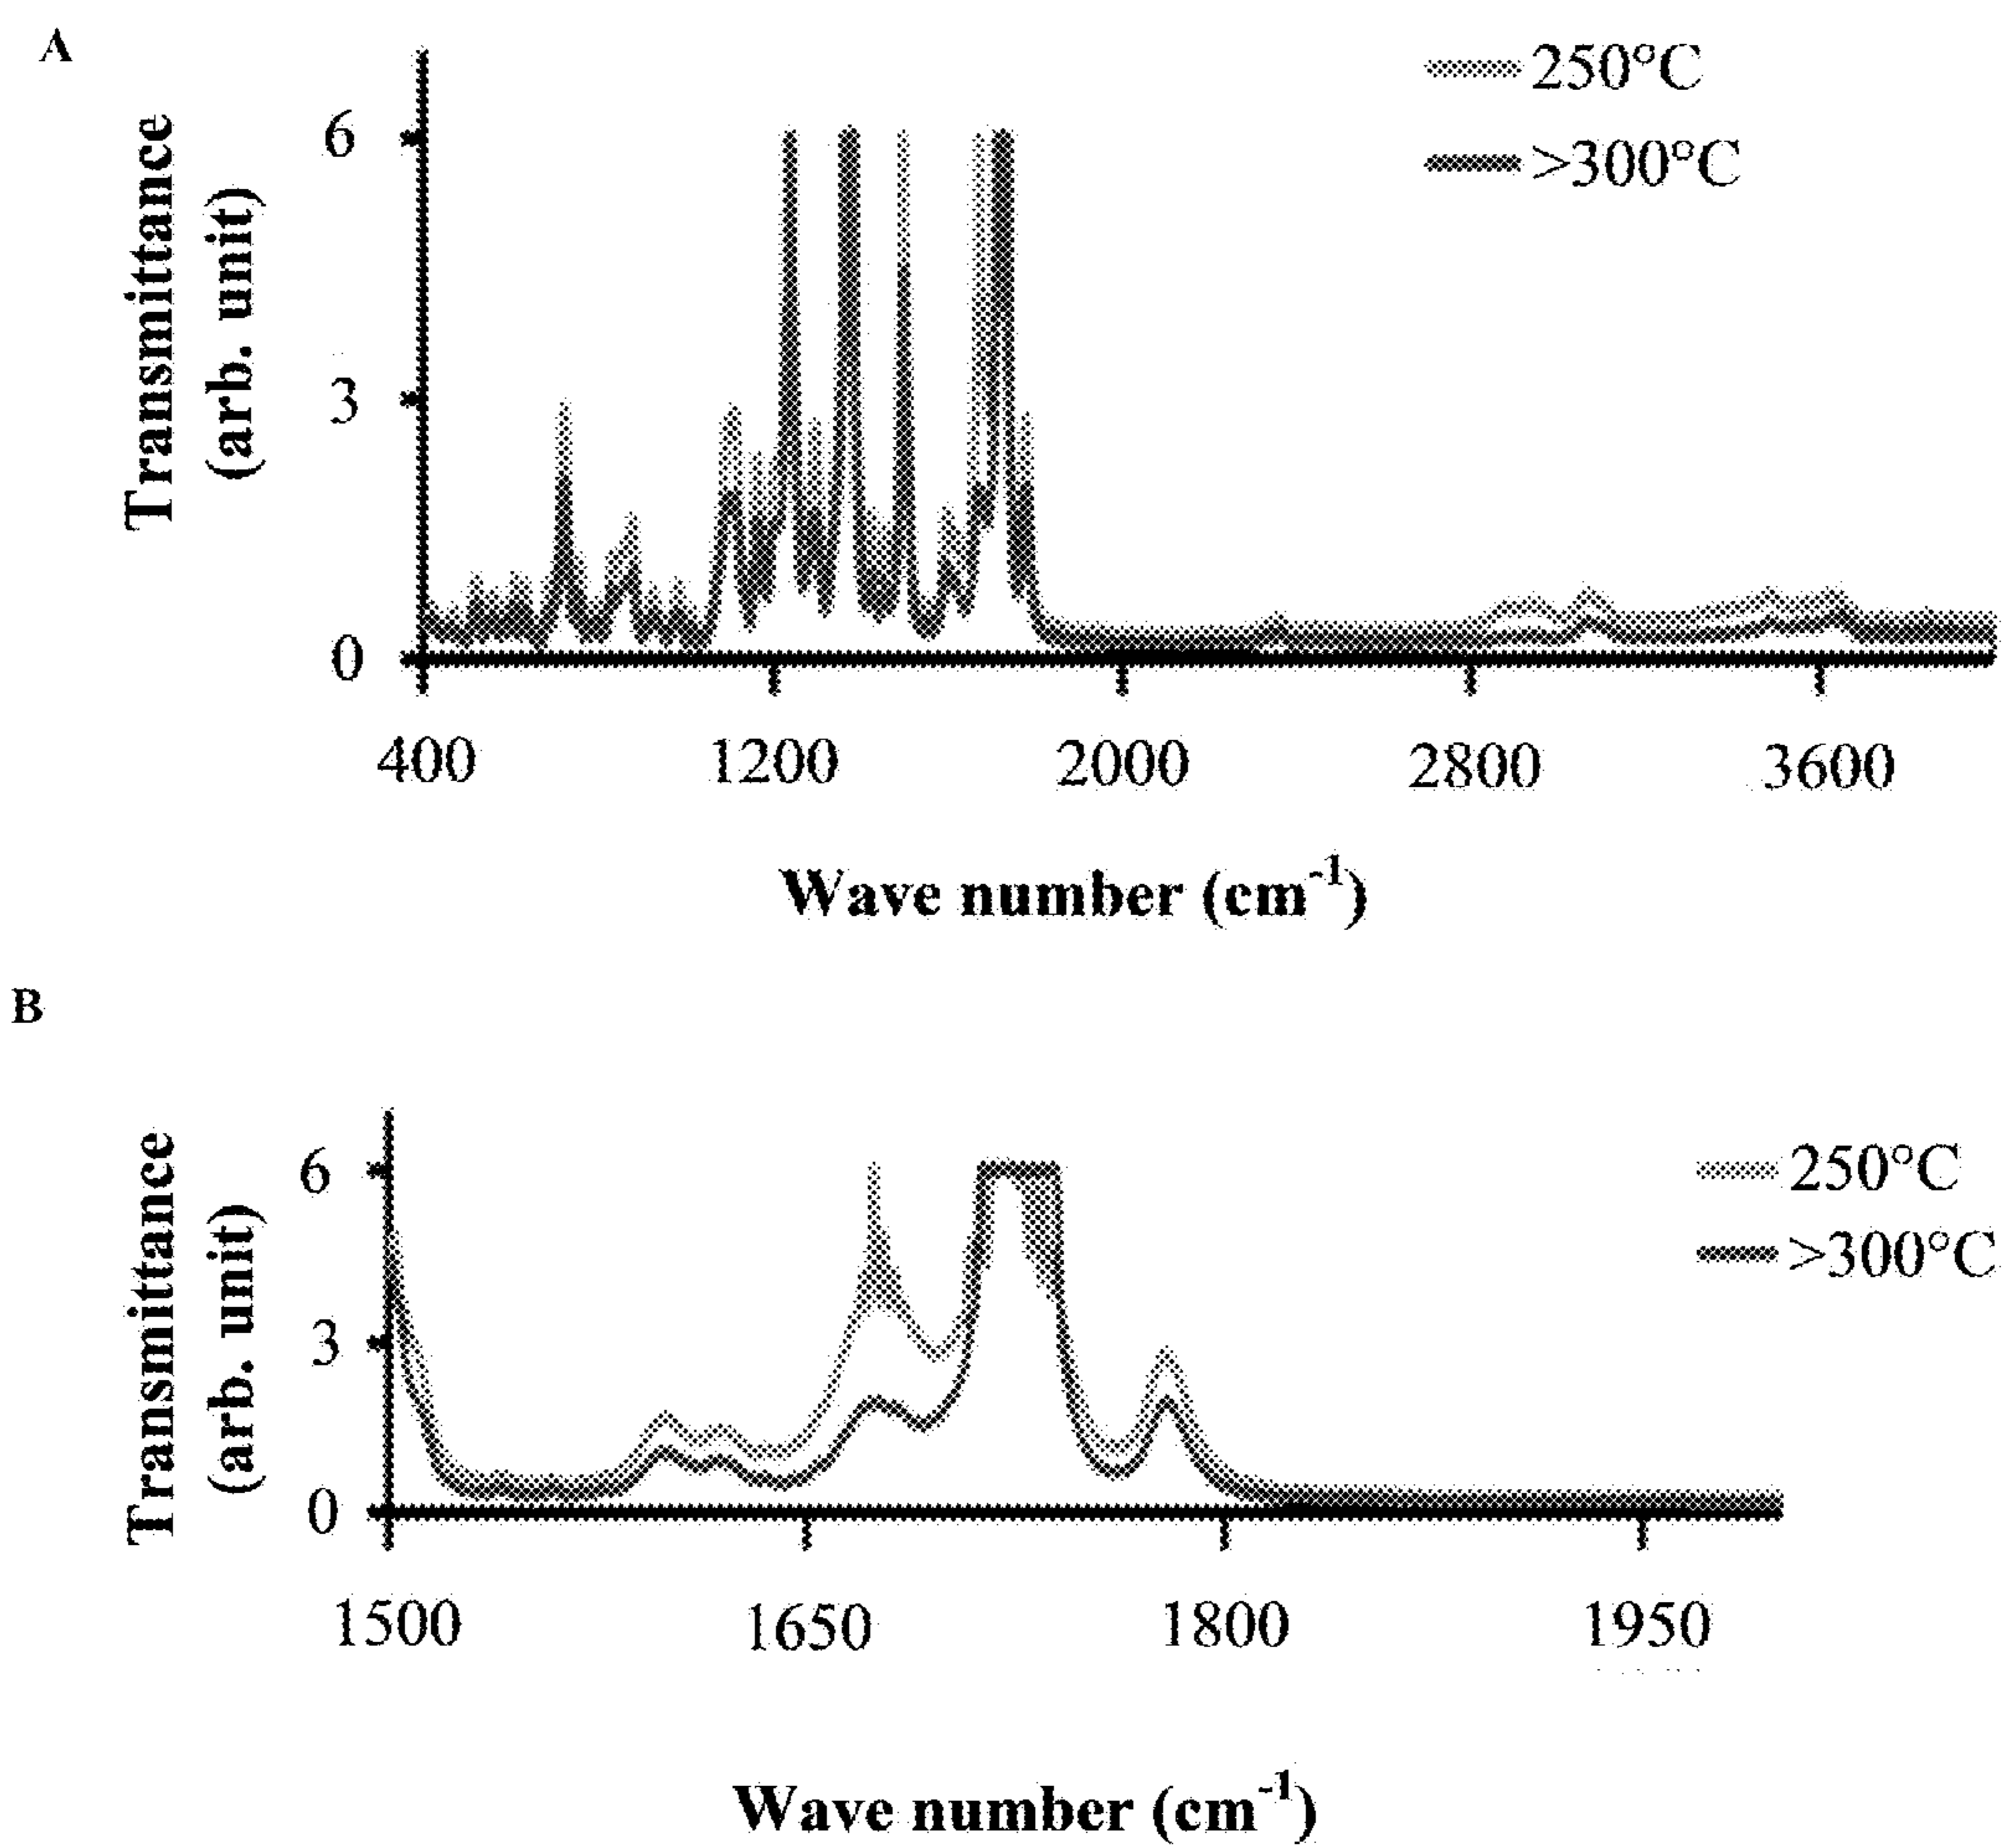 A
250°C
>300°C
Transmittance
(arb. unit)
6
3
0
400 1200 2000 2800 3600
Wave number (cm-1)
B
250°C
>300°C
Transmittance
(arb. unit)
6
3
0
1500 1650 1800 1950
Wave number (cm-1)